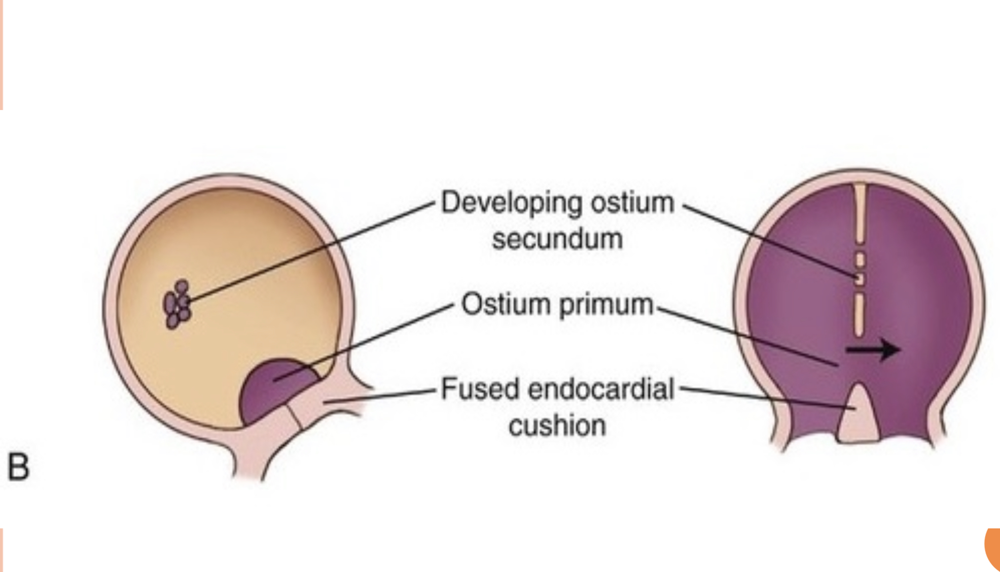 Developing ostium
secundum
Ostium primum
Fused endocardial
cushion
B